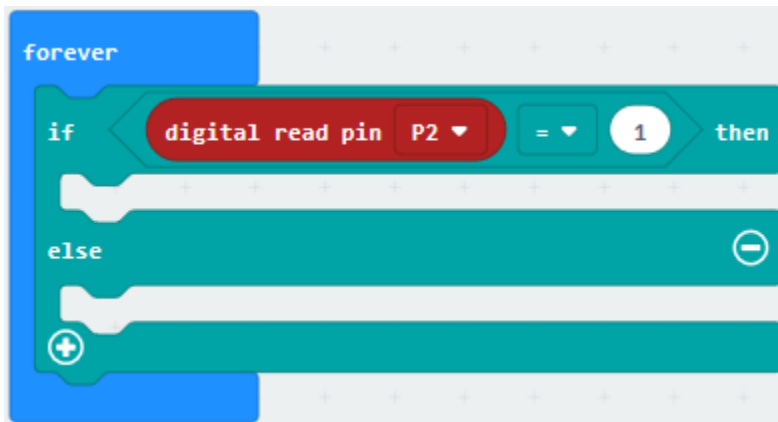 forever
if digital read pin P2 = 1 then
else